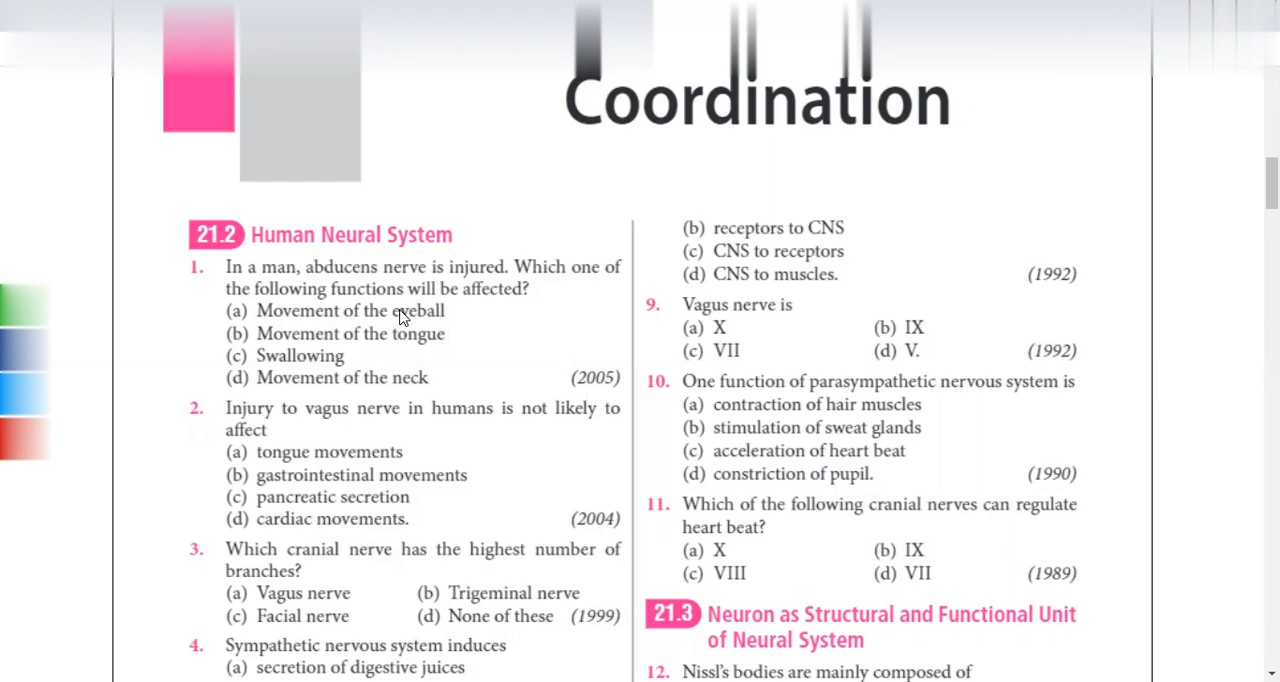 Coordination
21.2 Human Neural System
1. In a man, abducens nerve is injured. Which one of
the following functions will be affected?
(a) Movement of the eyeball
(b) Movement of the tongue
(c) Swallowing
(d) Movement of the neck (2005)
2. Injury to vagus nerve in humans is not likely to
affect
(a) tongue movements
(b) gastrointestinal movements
(c) pancreatic secretion
(d) cardiac movements. (2004)
3. Which cranial nerve has the highest number of
branches?
(a) Vagus nerve (b) Trigeminal nerve
(c) Facial nerve (d) None of these (1999)
4. Sympathetic nervous system induces
(a) secretion of digestive juices
(b) receptors to CNS
(c) CNS to receptors
(d) CNS to muscles. (1992)
9. Vagus nerve is
(a) X (b) IX
(c) VII (d) V. (1992)
10. One function of parasympathetic nervous system is
(a) contraction of hair muscles
(b) stimulation of sweat glands
(c) acceleration of heart beat
(d) constriction of pupil. (1990)
11. Which of the following cranial nerves can regulate
heart beat?
(a) X (b) IX
(c) VIII (d) VII (1989)
21.3 Neuron as Structural and Functional Unit
of Neural System
12. Nissl's bodies are mainly composed of